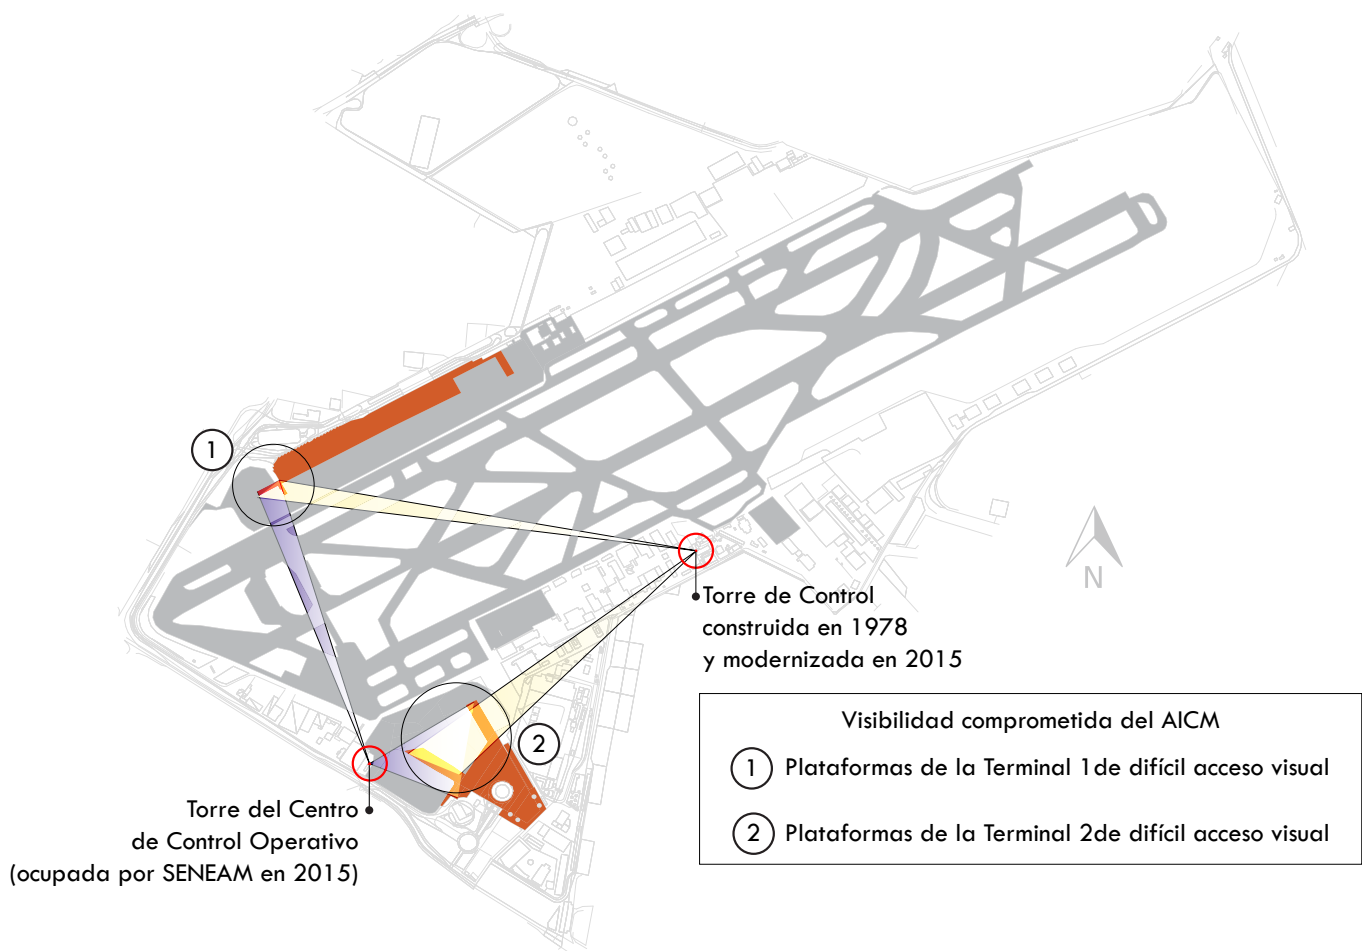 1
N
Torre de Control
construida en 1978
y modernizada en 2015
2
Torre del Centro
de Control Operativo
(ocupada por SENEAM en 2015)
Visibilidad comprometida del AICM
1 Plataformas de la Terminal 1de difícil acceso visual
2 Plataformas de la Terminal 2de difícil acceso visual